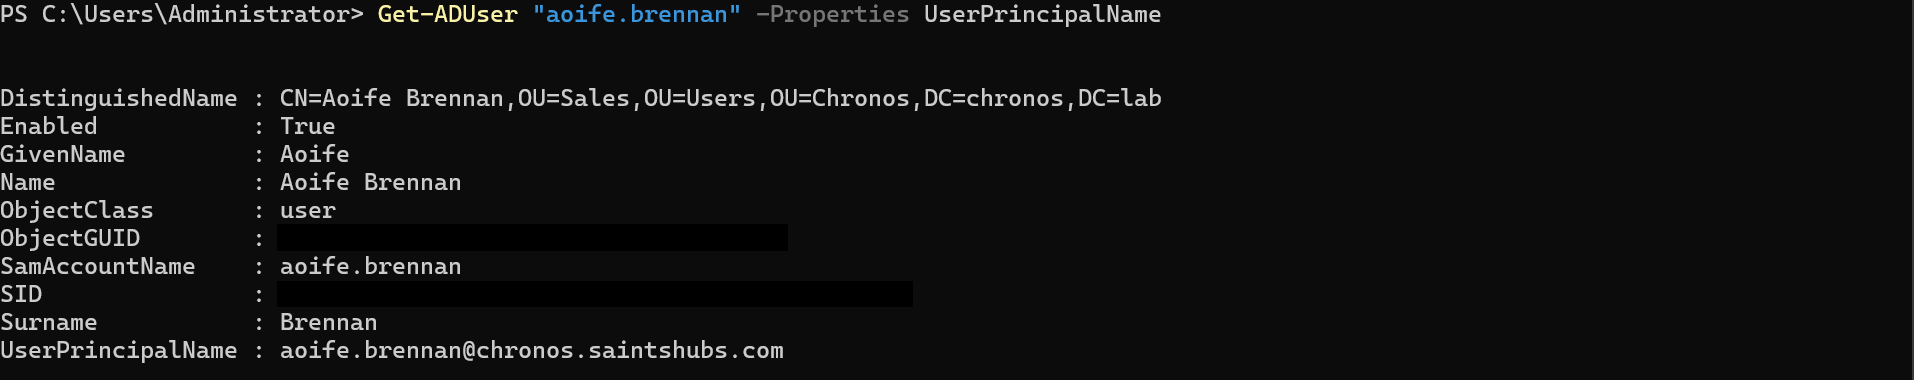 PS C:\Users\Administrator> Get-ADUser "aoife.brennan" -Properties UserPrincipalName
DistinguishedName : CN=Aoife Brennan,OU=Sales,OU=Users,OU=Chronos,DC=chronos,DC=lab
Enabled           : True
GivenName         : Aoife
Name              : Aoife Brennan
ObjectClass       : user
ObjectGUID        :
SamAccountName    : aoife.brennan
SID               :
Surname           : Brennan
UserPrincipalName : aoife.brennan@chronos.saintshubs.com